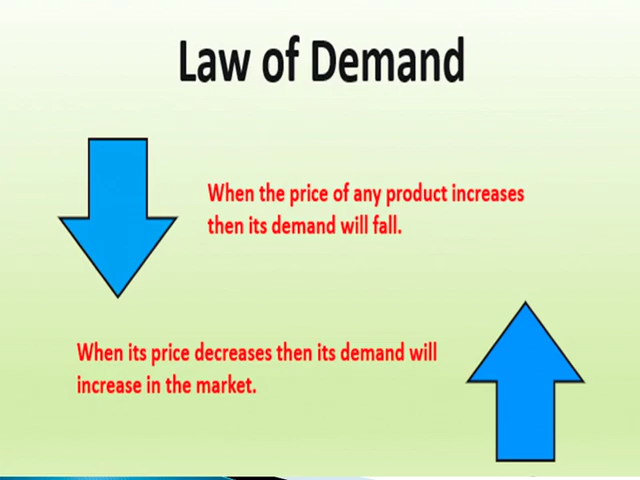 Law of Demand
When the price of any product increases
then its demand will fall.
When its price decreases then its demand will
increase in the market.